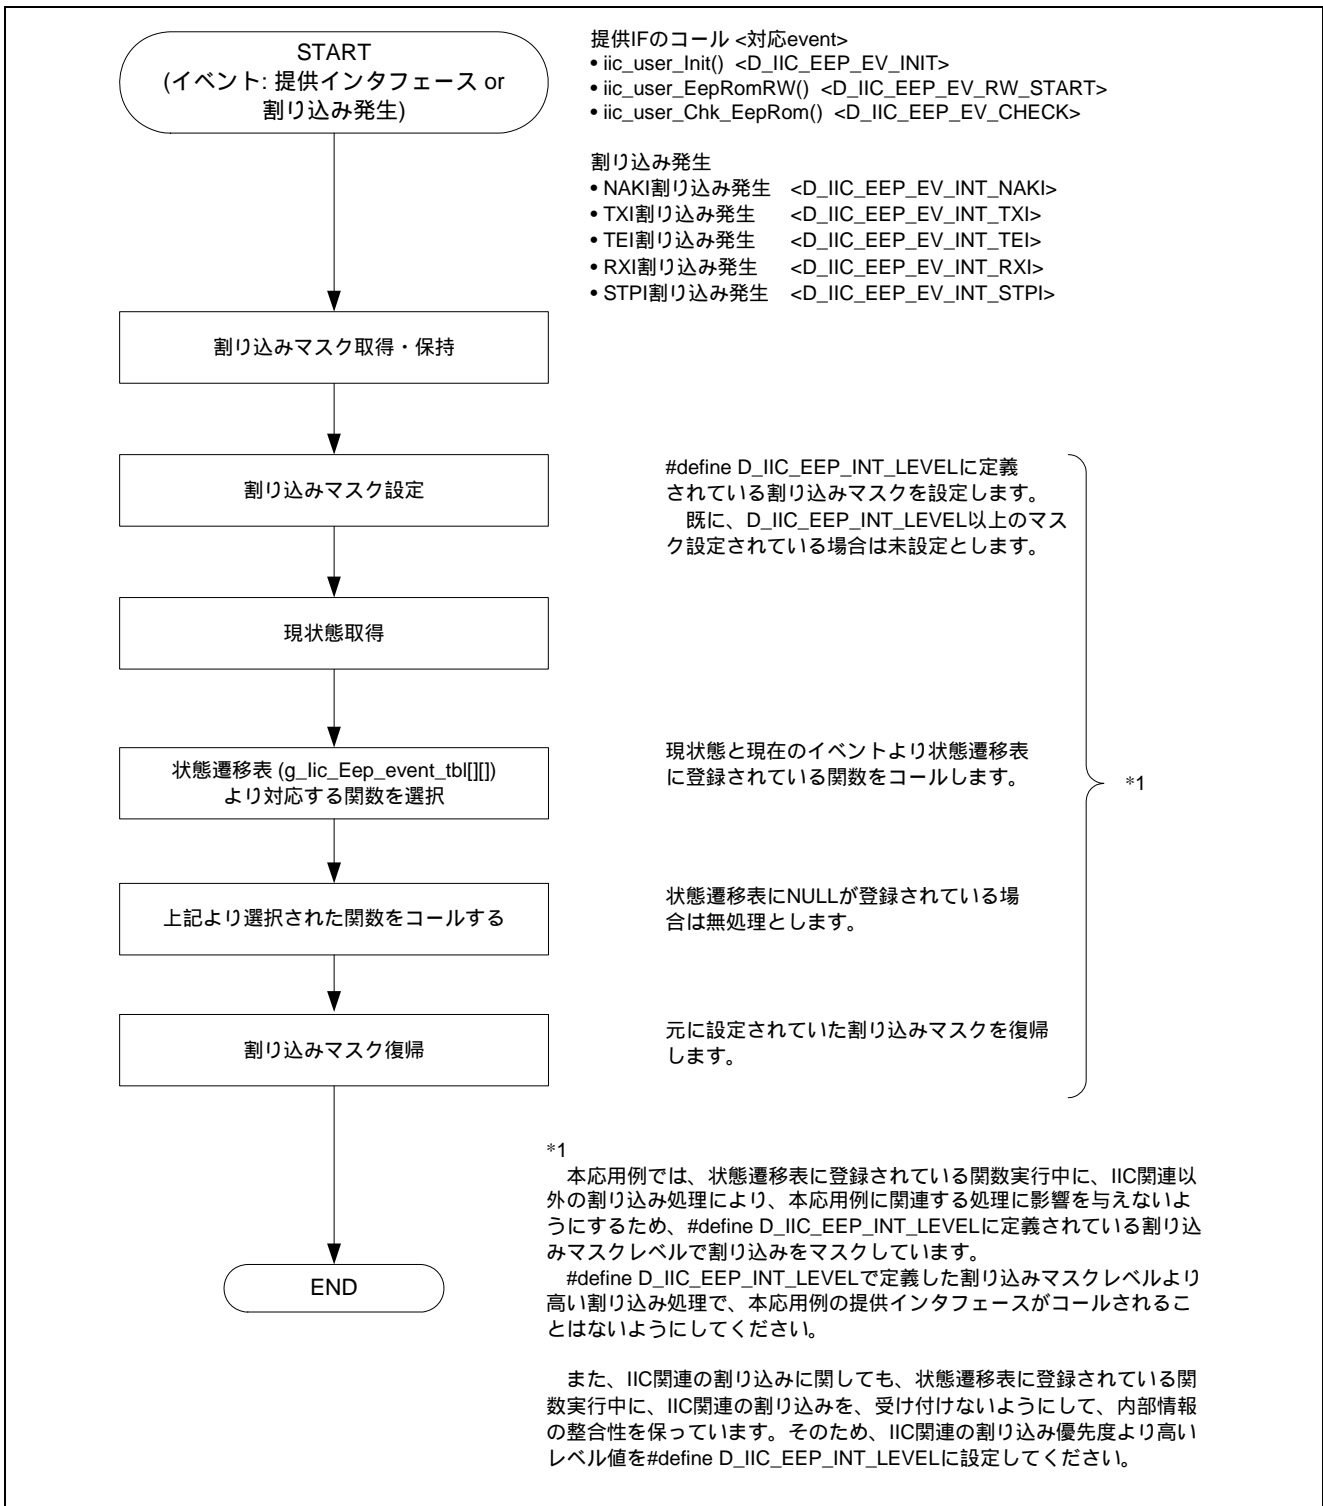 START
(イベント: 提供インタフェース or
割り込み発生)
提供IFのコール <対応event>
• iic_user_Init()  <D_IIC_EEP_EV_INIT>
• iic_user_EepRomRW()  <D_IIC_EEP_EV_RW_START>
• iic_user_Chk_EepRom()  <D_IIC_EEP_EV_CHECK>
割り込み発生
• NAKI割り込み発生  <D_IIC_EEP_EV_INT_NAKI>
• TXI割り込み発生  <D_IIC_EEP_EV_INT_TXI>
• TEI割り込み発生  <D_IIC_EEP_EV_INT_TEI>
• RXI割り込み発生  <D_IIC_EEP_EV_INT_RXI>
• STPI割り込み発生  <D_IIC_EEP_EV_INT_STPI>
割り込みマスク取得・保持
割り込みマスク設定
#define D_IIC_EEP_INT_LEVELに定義
されている割り込みマスクを設定します。
既に、D_IIC_EEP_INT_LEVEL以上のマス
ク設定されている場合は未設定とします。
現状態取得
状態遷移表 (g_Iic_Eep_event_tbl[][])
より対応する関数を選択
現状態と現在のイベントより状態遷移表
に登録されている関数をコールします。
*1
上記より選択された関数をコールする
状態遷移表にNULLが登録されている場
合は無処理とします。
割り込みマスク復帰
元に設定されていた割り込みマスクを復帰
します。
END
*1
本応用例では、状態遷移表に登録されている関数実行中に、IIC関連以
外の割り込み処理により、本応用例に関連する処理に影響を与えないよ
うにするため、#define D_IIC_EEP_INT_LEVELに定義されている割り込
みマスクレベルで割り込みをマスクしています。
#define D_IIC_EEP_INT_LEVELで定義した割り込みマスクレベルより
高い割り込み処理で、本応用例の提供インタフェースがコールされるこ
とはないようにしてください。
また、IIC関連の割り込みに関しても、状態遷移表に登録されている関
数実行中に、IIC関連の割り込みを、受け付けないようにして、内部情報
の整合性を保っています。そのため、IIC関連の割り込み優先度より高い
レベル値を#define D_IIC_EEP_INT_LEVELに設定してください。